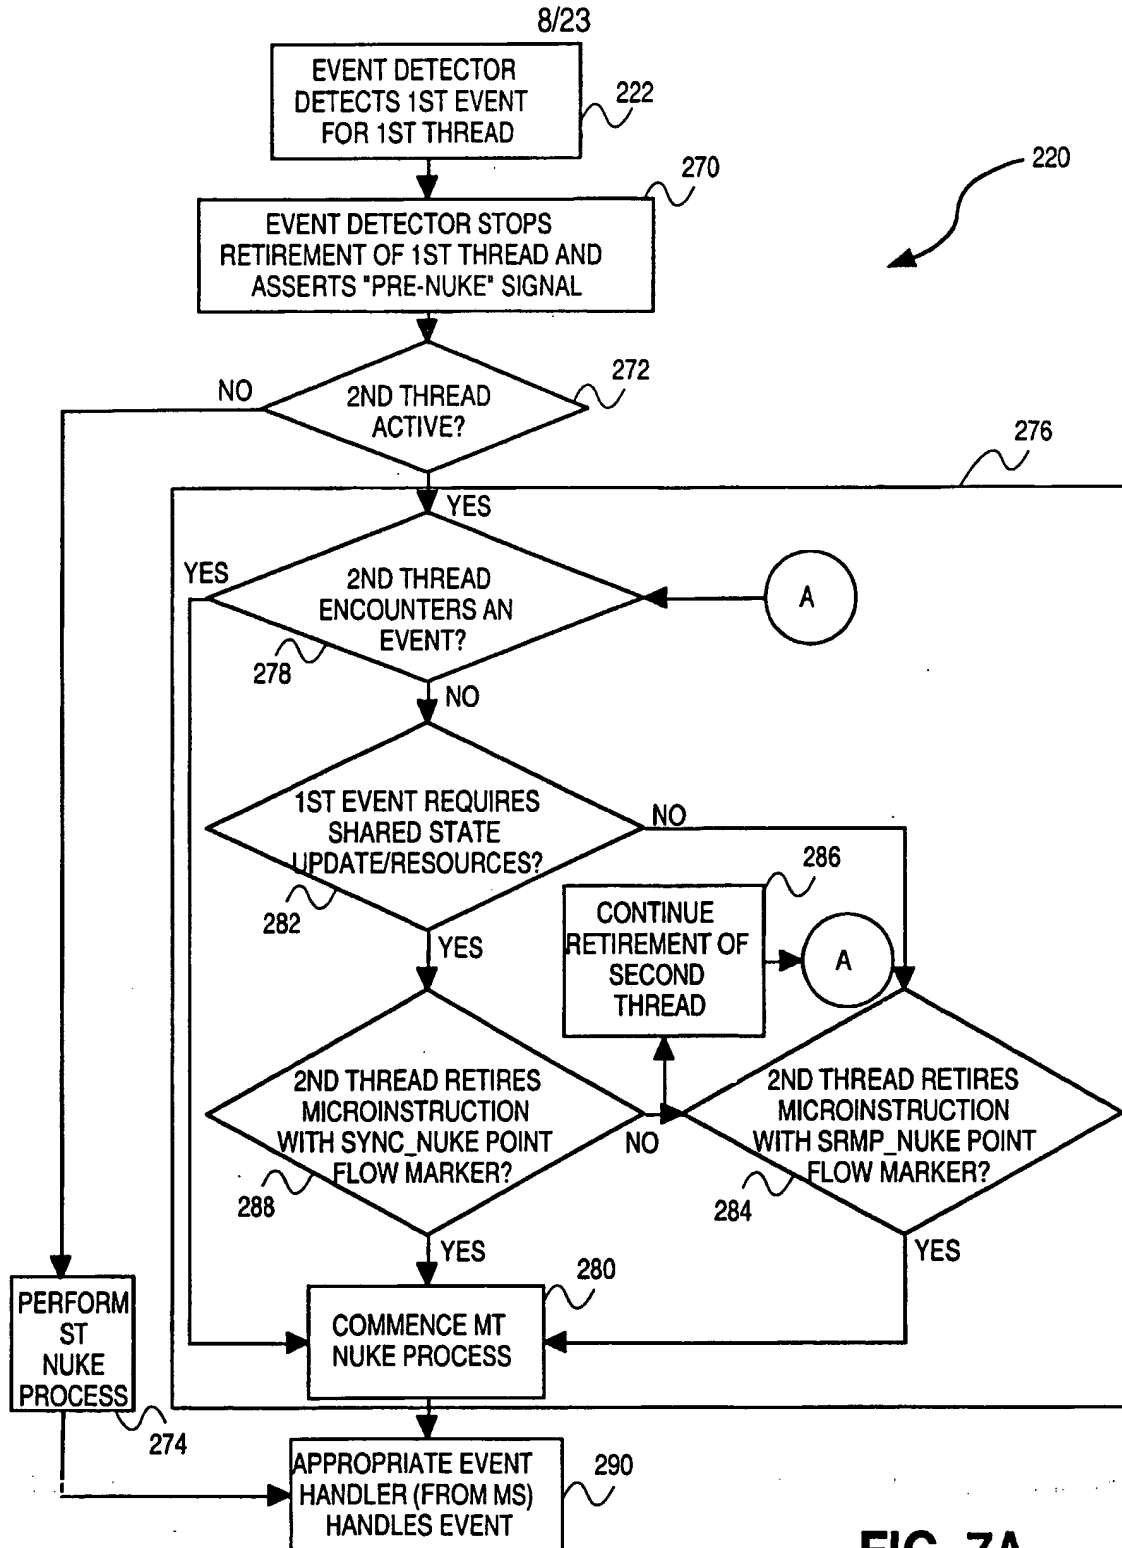 8/23
EVENT DETECTOR
DETECTS 1ST EVENT
FOR 1ST THREAD
222
220
270
EVENT DETECTOR STOPS
RETIREMENT OF 1ST THREAD AND
ASSERTS "PRE-NUKE" SIGNAL
272
NO
2ND THREAD
ACTIVE?
276
YES
YES
2ND THREAD
ENCOUNTERS AN
EVENT?
A
278
NO
1ST EVENT REQUIRES
SHARED STATE
UPDATE/RESOURCES?
NO
282
286
YES
CONTINUE
RETIREMENT OF
SECOND
THREAD
A
2ND THREAD RETIRES
MICROINSTRUCTION
WITH SYNC_NUKE POINT
FLOW MARKER?
NO
288
2ND THREAD RETIRES
MICROINSTRUCTION
WITH SRMP_NUKE POINT
FLOW MARKER?
284
YES
YES
280
COMMENCE MT
NUKE PROCESS
PERFORM
ST
NUKE
PROCESS
274
APPROPRIATE EVENT
HANDLER (FROM MS)
HANDLES EVENT
290
FIG. 7A